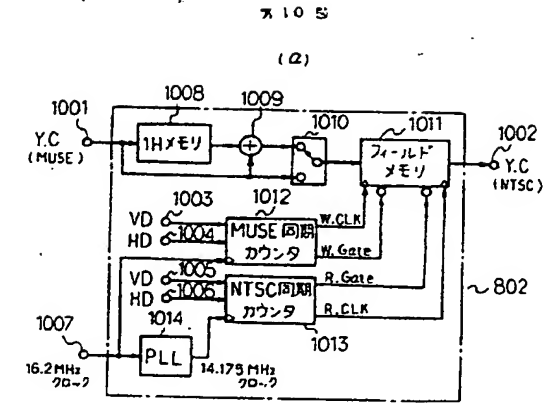 第10図
(a)
1001
Y.C
(MUSE)
1008
1Hメモリ
1009
+
1010
1011
フィールド
メモリ
1002
Y.C
(NTSC)
1003
VD
HD
1004
1012
MUSE同期
カウンタ
W.CLK
W.Gate
VD
1005
HD
1006
NTSC同期
カウンタ
1013
R.Gate
R.CLK
802
1007
16.2MHz
クロック
1014
PLL
14.175MHz
クロック